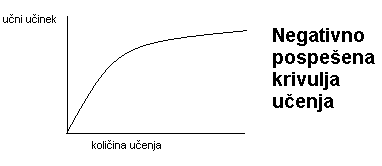 učni učinek
Negativno
pospešena
krivulja
učenja
količina učenja